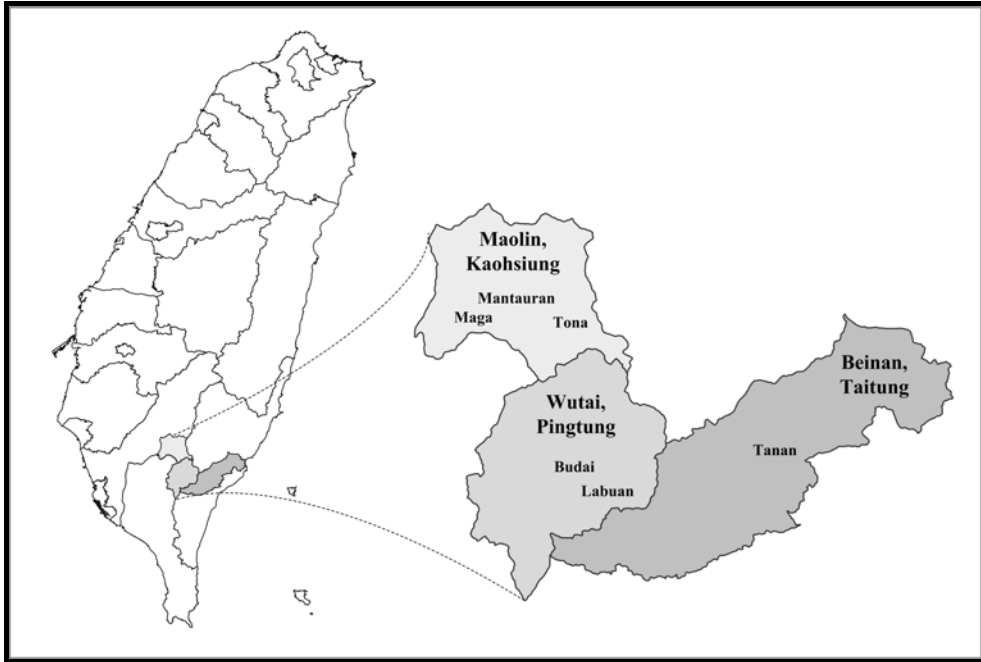 Maolin,
Kaohsiung
Mantauran
Maga
Tona
Wutai,
Pingtung
Budai
Labuan
Beinan,
Taitung
Tanan